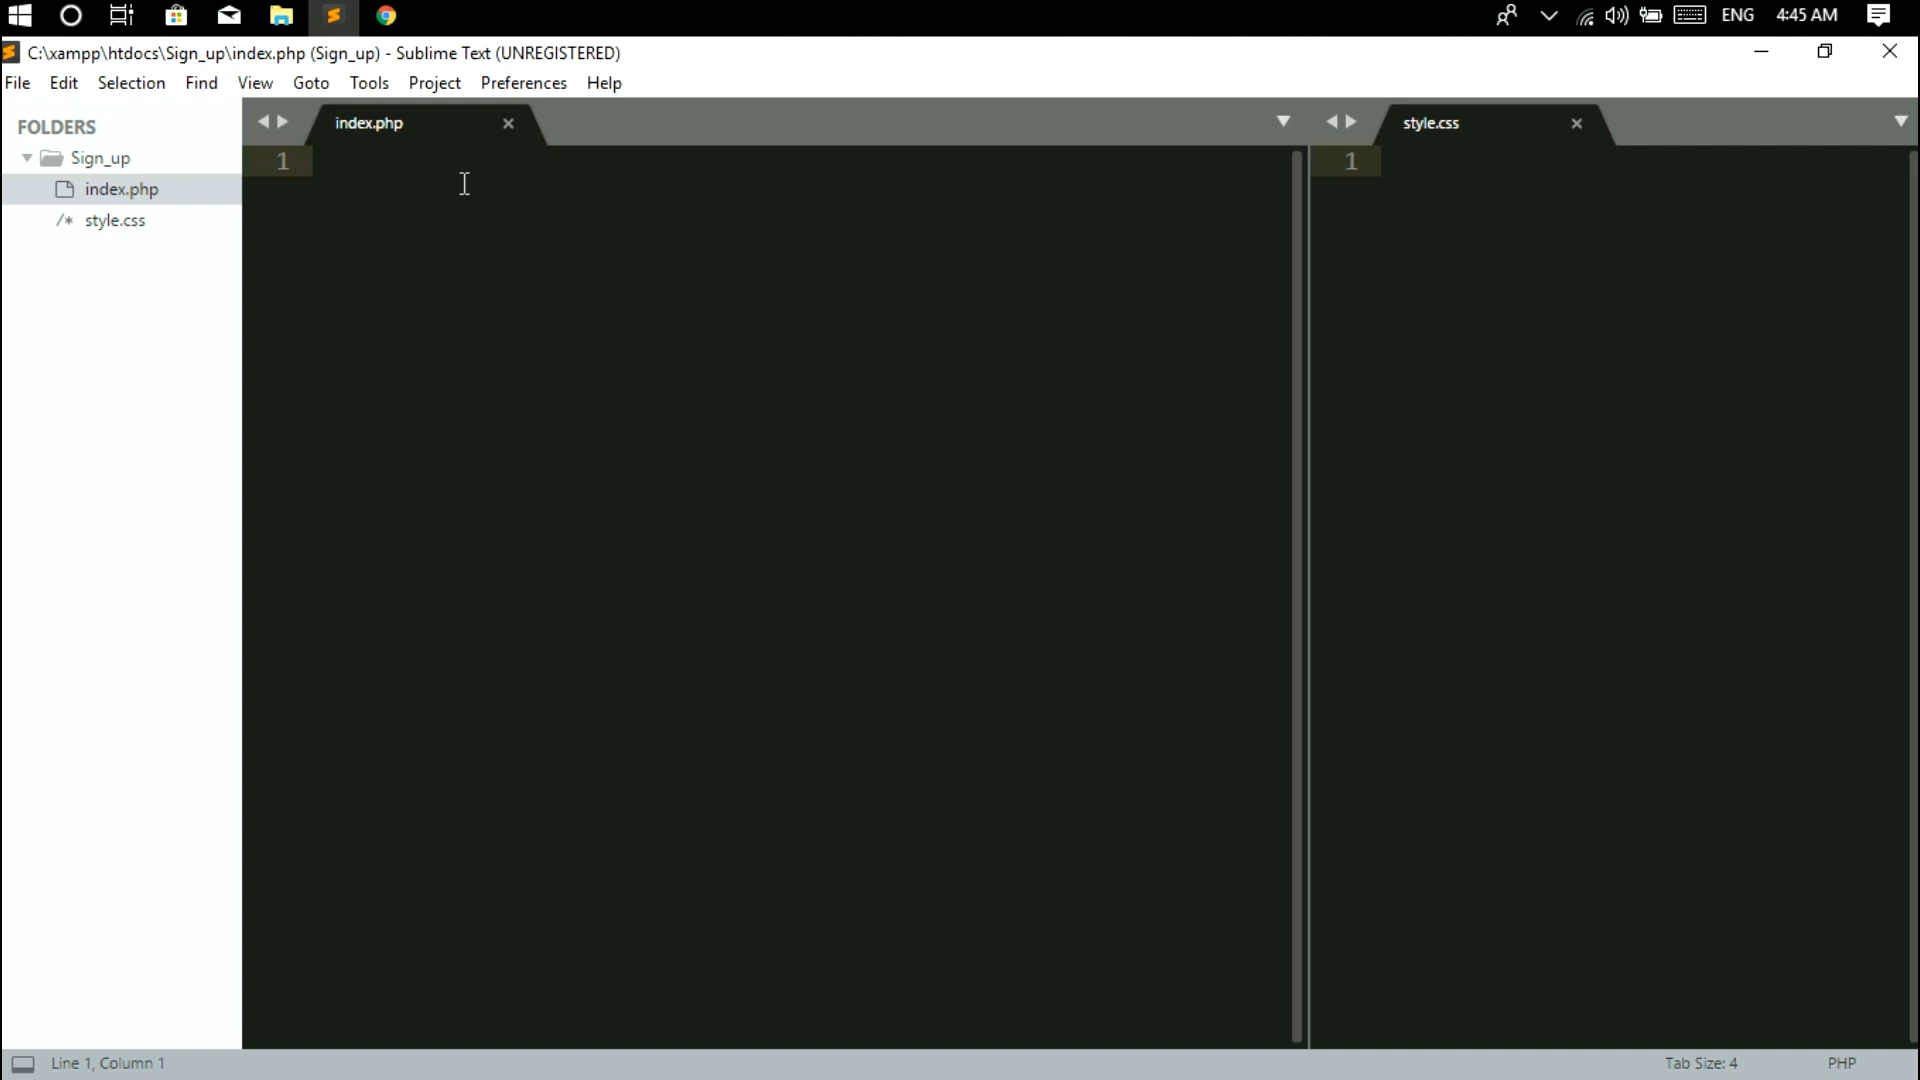 ENG 4:45 AM
C:\xampp\htdocs\Sign_up\index.php (Sign_up) - Sublime Text (UNREGISTERED)
File Edit Selection Find View Goto Tools Project Preferences Help
FOLDERS
Sign_up
index.php
/* style.css
index.php
1
style.css
1
Line 1, Column 1
Tab Size: 4 PHP